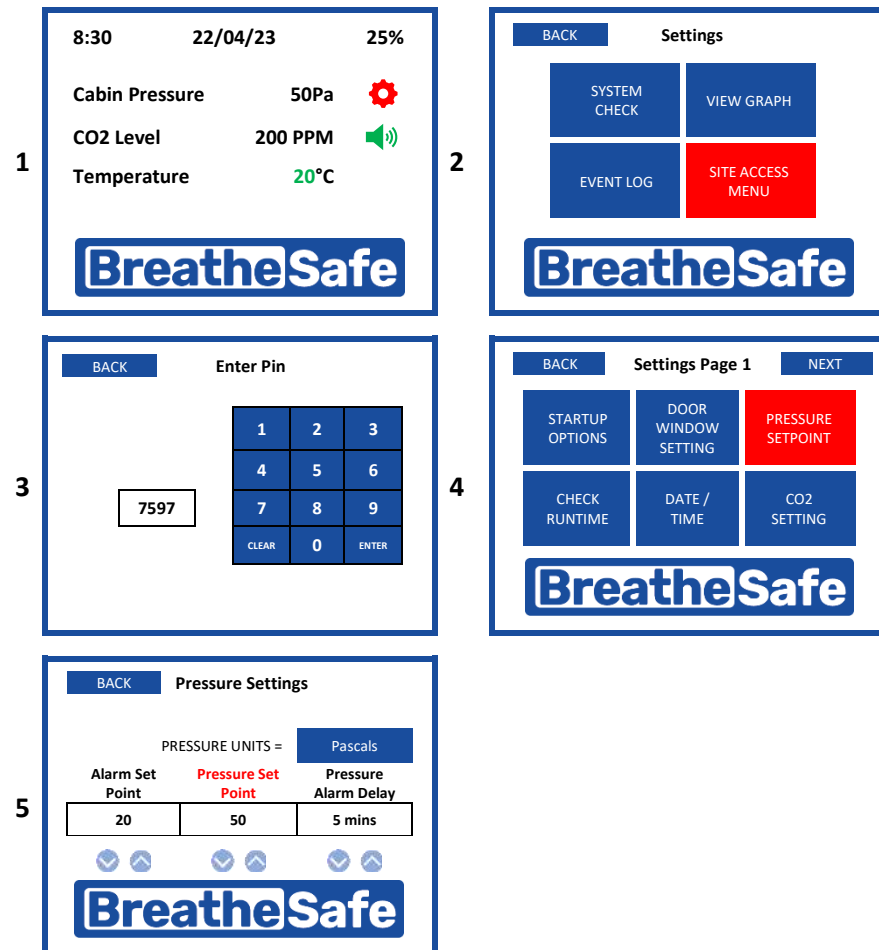 1
8:30 22/04/23 25%
Cabin Pressure 50Pa
CO2 Level 200 PPM
Temperature 20°C
BreatheSafe
2
BACK Settings
SYSTEM
CHECK
VIEW GRAPH
EVENT LOG
SITE ACCESS
MENU
BreatheSafe
3
BACK Enter Pin
1 2 3
4 5 6
7597
7 8 9
CLEAR 0 ENTER
4
BACK Settings Page 1 NEXT
STARTUP
OPTIONS
DOOR
WINDOW
SETTING
PRESSURE
SETPOINT
CHECK
RUNTIME
DATE /
TIME
CO2
SETTING
BreatheSafe
5
BACK Pressure Settings
PRESSURE UNITS = Pascals
Alarm Set
Point
Pressure Set
Point
Pressure
Alarm Delay
20 50 5 mins
BreatheSafe